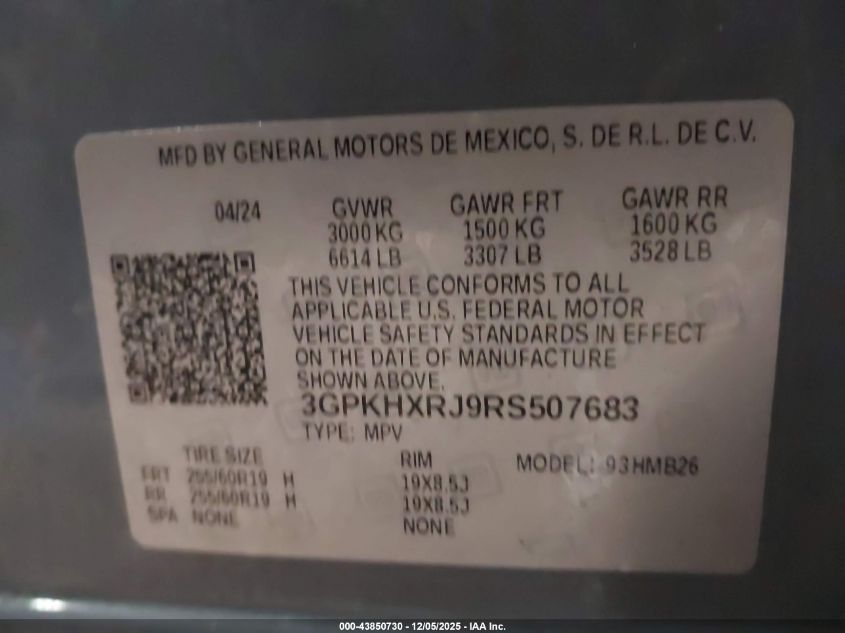 MFD BY GENERAL MOTORS DE MEXICO, S. DE R.L. DE C.V.
04/24 GVWR GAWR FRT GAWR RR
3000 KG 1500 KG 1600 KG
6614 LB 3307 LB 3528 LB
THIS VEHICLE CONFORMS TO ALL
APPLICABLE U.S. FEDERAL MOTOR
VEHICLE SAFETY STANDARDS IN EFFECT
ON THE DATE OF MANUFACTURE
SHOWN ABOVE.
3GPKHXRJ9RS507683
TYPE: MPV
TIRE SIZE RIM MODEL: 93HMB26
FRT 255/60R19 H 19X8.5J
RR 255/60R19 H 19X8.5J
SPA NONE NONE
000-43850730 - 12/05/2025 - IAA Inc.